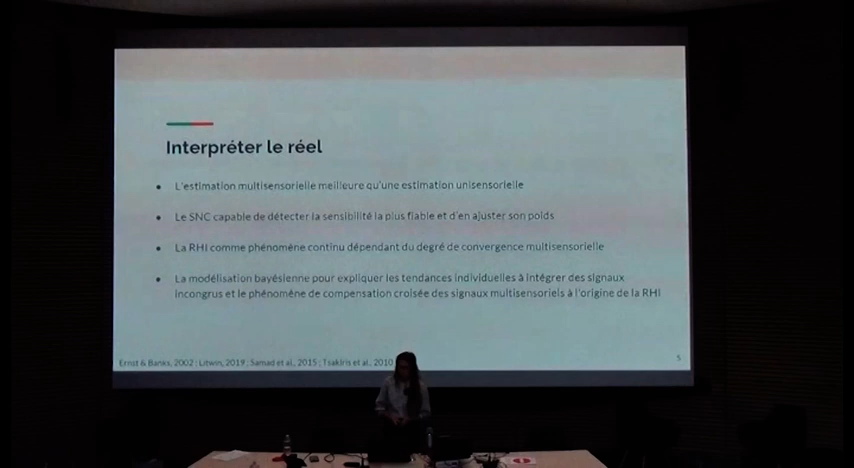 Interpréter le réel
• L'estimation multisensorielle meilleure qu'une estimation unisensorielle
• Le SNC capable de détecter la sensibilité la plus fiable et d'en ajuster son poids
• La RHI comme phénomène continu dépendant du degré de convergence multisensorielle
• La modélisation bayésienne pour expliquer les tendances individuelles à intégrer des signaux
incongrus et le phénomène de compensation croisée des signaux multisensoriels à l'origine de la RHI
Ernst & Banks, 2002 ; Litwin, 2019 ; Samad et al., 2015 ; Tsakiris et al., 2010
5